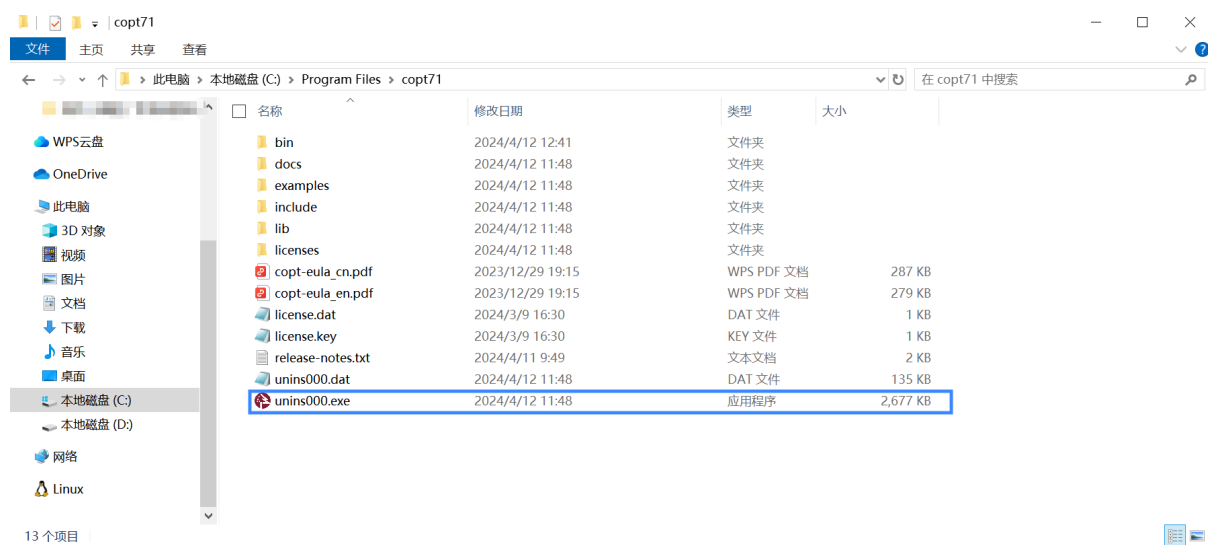 copt71
文件 主页 共享 查看
此电脑 本地磁盘 (C:) Program Files copt71 在 copt71 中搜索
名称 修改日期 类型 大小
WPS云盘
OneDrive
此电脑
3D 对象
视频
图片
文档
下载
音乐
桌面
本地磁盘 (C:)
本地磁盘 (D:)
网络
Linux
bin 2024/4/12 12:41 文件夹
docs 2024/4/12 11:48 文件夹
examples 2024/4/12 11:48 文件夹
include 2024/4/12 11:48 文件夹
lib 2024/4/12 11:48 文件夹
licenses 2024/4/12 11:48 文件夹
copt-eula_cn.pdf 2023/12/29 19:15 WPS PDF 文档 287 KB
copt-eula_en.pdf 2023/12/29 19:15 WPS PDF 文档 279 KB
license.dat 2024/3/9 16:30 DAT 文件 1 KB
license.key 2024/3/9 16:30 KEY 文件 1 KB
release-notes.txt 2024/4/11 9:49 文本文档 2 KB
unins000.dat 2024/4/12 11:48 DAT 文件 135 KB
unins000.exe 2024/4/12 11:48 应用程序 2,677 KB
13 个项目